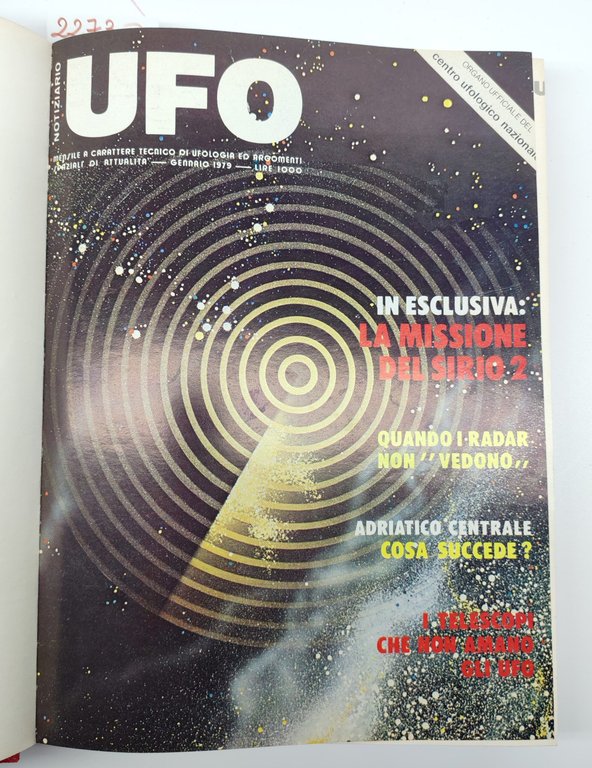 2273
NOTIZIARIO
UFO
ORGANO UFFICIALE DEL
centro ufologico nazionale
MENSILE A CARATTERE TECNICO DI UFOLOGIA ED ARGOMENTI
SPAZIALI DI ATTUALITA' — GENNAIO 1979 — LIRE 1000
IN ESCLUSIVA:
LA MISSIONE
DEL SIRIO 2
QUANDO I RADAR
NON "VEDONO„
ADRIATICO CENTRALE
COSA SUCCEDE?
I TELESCOPI
CHE NON AMANO
GLI UFO